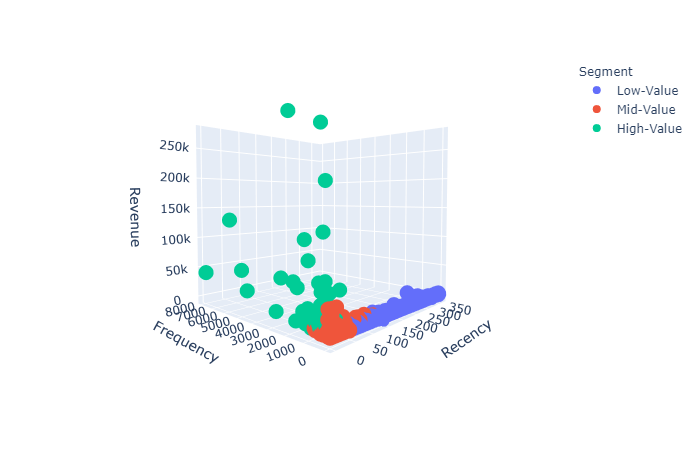 Segment
Low-Value
Mid-Value
High-Value
Revenue
250k
200k
150k
100k
50k
0
8000
7000
6000
5000
4000
3000
2000
1000
0
Frequency
0
50
100
150
200
250
300
350
Recency